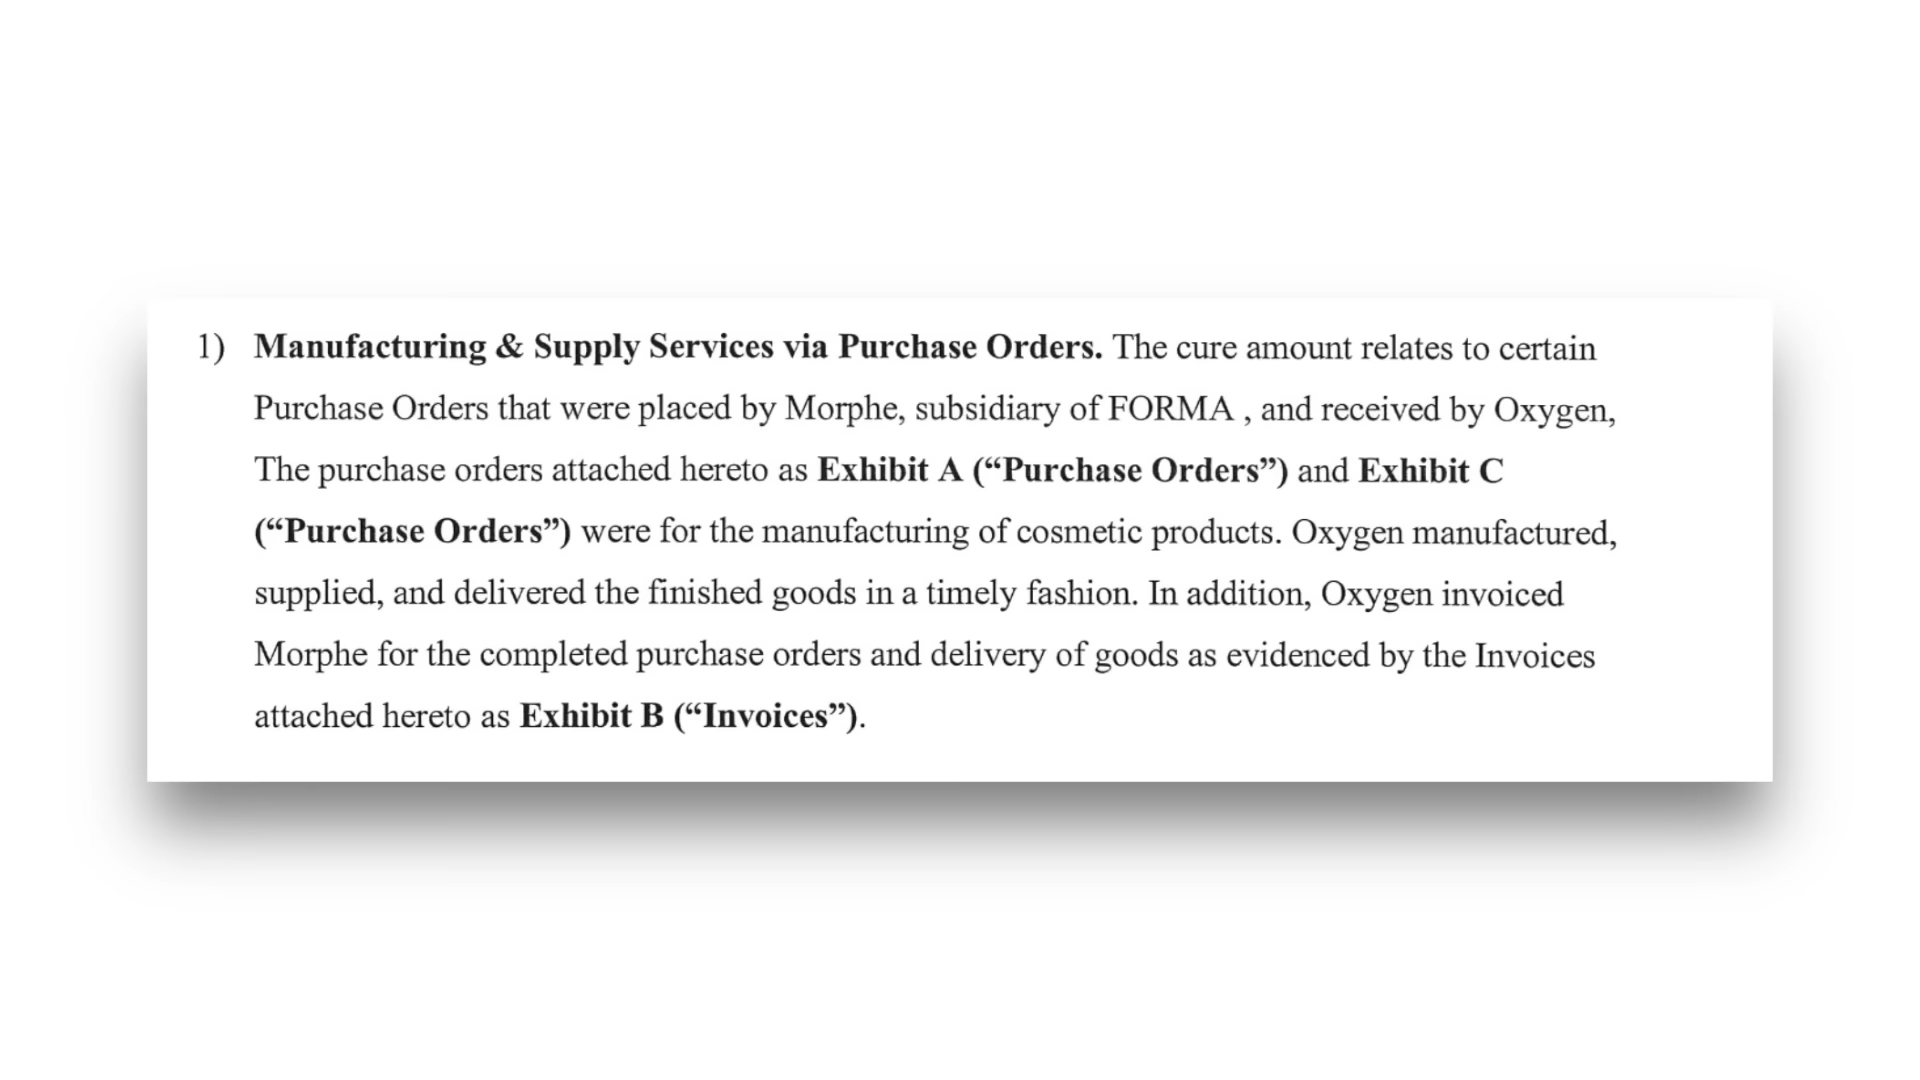 1) Manufacturing & Supply Services via Purchase Orders. The cure amount relates to certain
Purchase Orders that were placed by Morphe, subsidiary of FORMA , and received by Oxygen,
The purchase orders attached hereto as Exhibit A (“Purchase Orders”) and Exhibit C
(“Purchase Orders”) were for the manufacturing of cosmetic products. Oxygen manufactured,
supplied, and delivered the finished goods in a timely fashion. In addition, Oxygen invoiced
Morphe for the completed purchase orders and delivery of goods as evidenced by the Invoices
attached hereto as Exhibit B (“Invoices”).